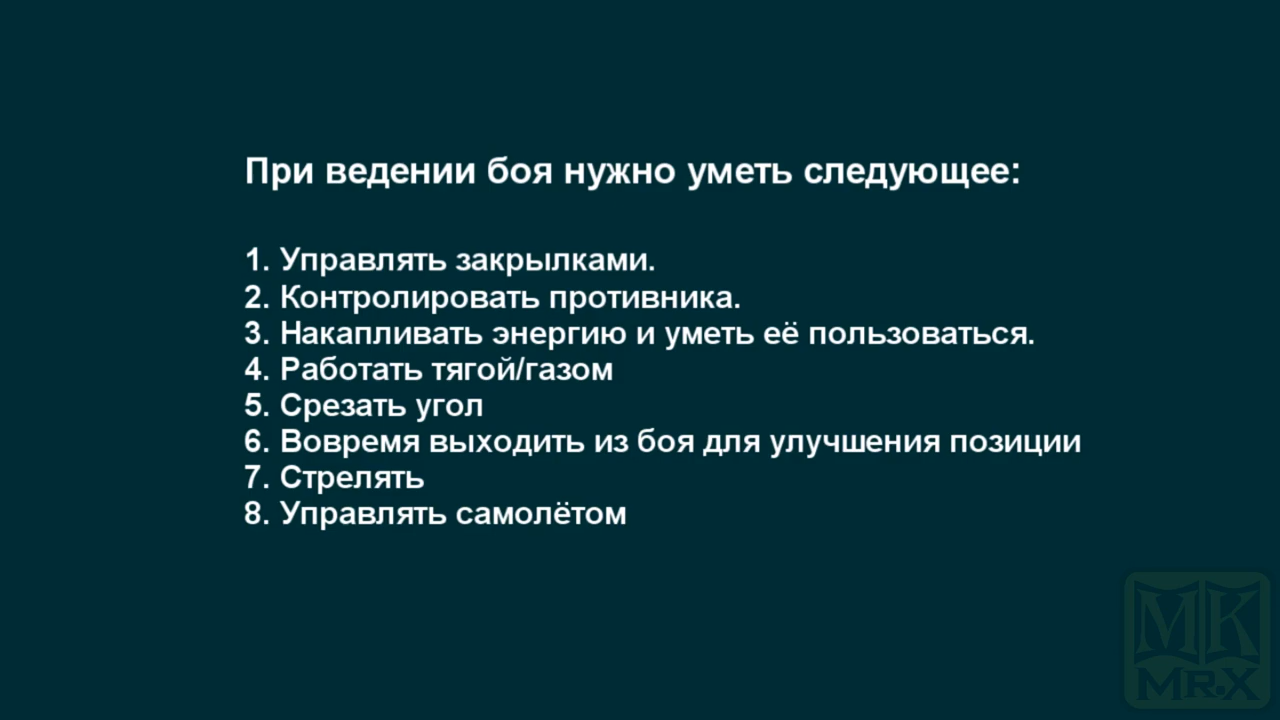 При ведении боя нужно уметь следующее:
1. Управлять закрылками.
2. Контролировать противника.
3. Накапливать энергию и уметь её пользоваться.
4. Работать тягой/газом
5. Срезать угол
6. Вовремя выходить из боя для улучшения позиции
7. Стрелять
8. Управлять самолётом
MK
MR.X